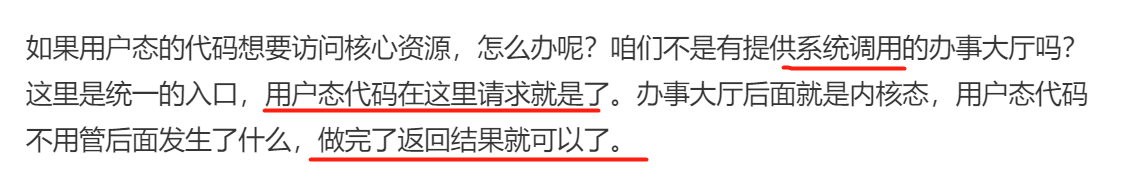 如果用户态的代码想要访问核心资源，怎么办呢？咱们不是有提供系统调用的办事大厅吗？
这里是统一的入口，用户态代码在这里请求就是了。办事大厅后面就是内核态，用户态代码
不用管后面发生了什么，做完了返回结果就可以了。